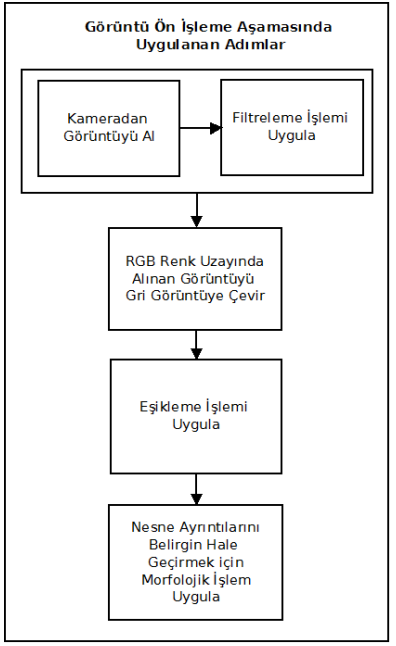 Görüntü Ön İşleme Aşamasında
Uygulanan Adımlar
Kameradan
Görüntüyü Al
Filtreleme İşlemi
Uygula
RGB Renk Uzayında
Alınan Görüntüyü
Gri Görüntüye Çevir
Eşikleme İşlemi
Uygula
Nesne Ayrıntılarını
Belirgin Hale
Geçirmek için
Morfolojik İşlem
Uygula